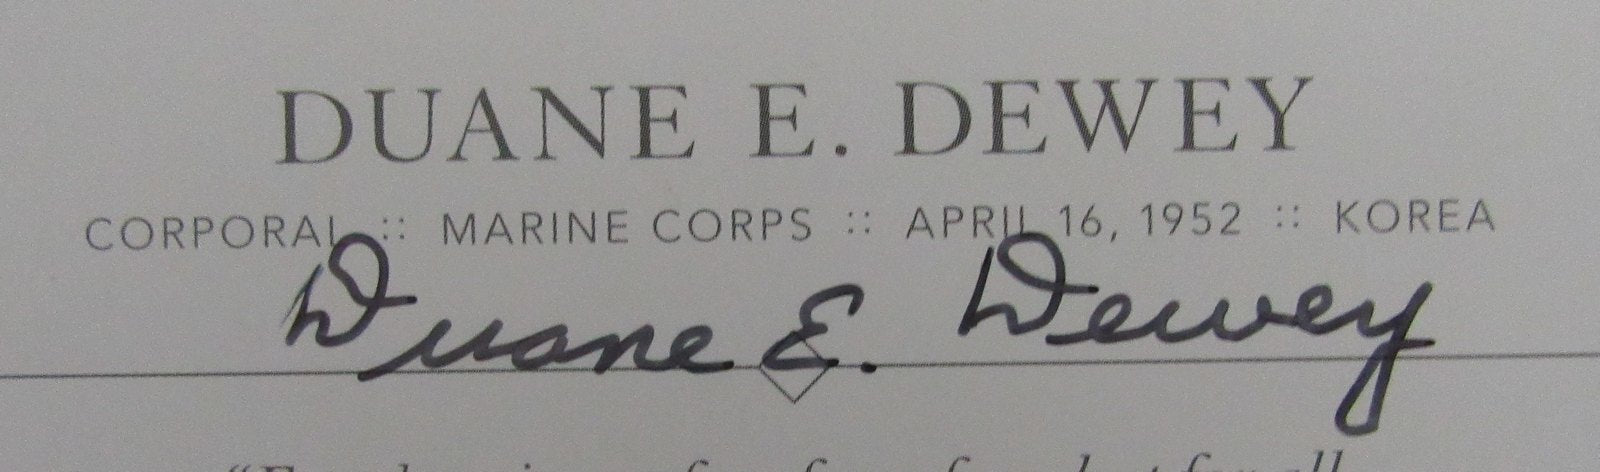 DUANE E. DEWEY
CORPORAL :: MARINE CORPS :: APRIL 16, 1952 :: KOREA
Duane E. Dewey